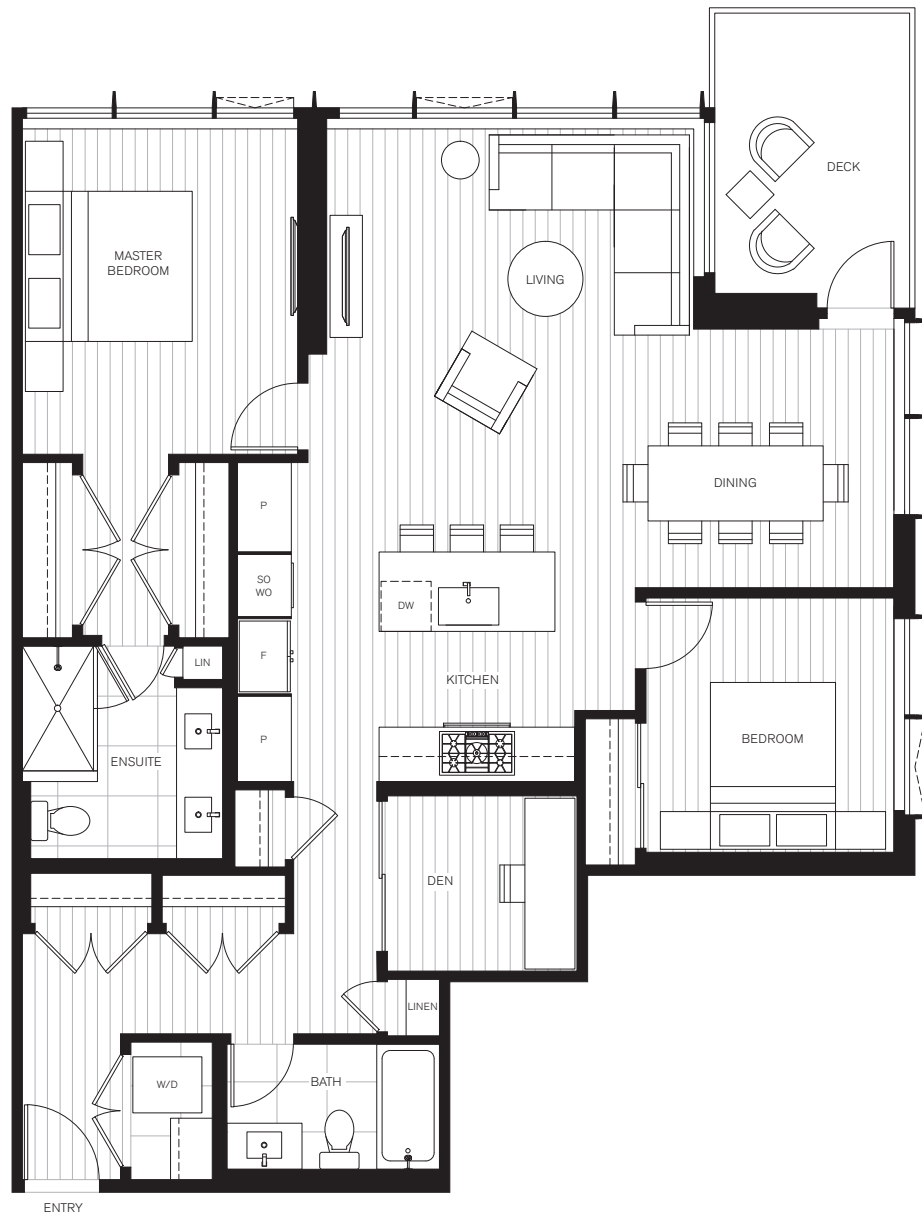 DECK
MASTER
BEDROOM
LIVING
DINING
P
SO
WO
DW
F
LIN
KITCHEN
P
BEDROOM
ENSUITE
DEN
LINEN
W/D
BATH
ENTRY